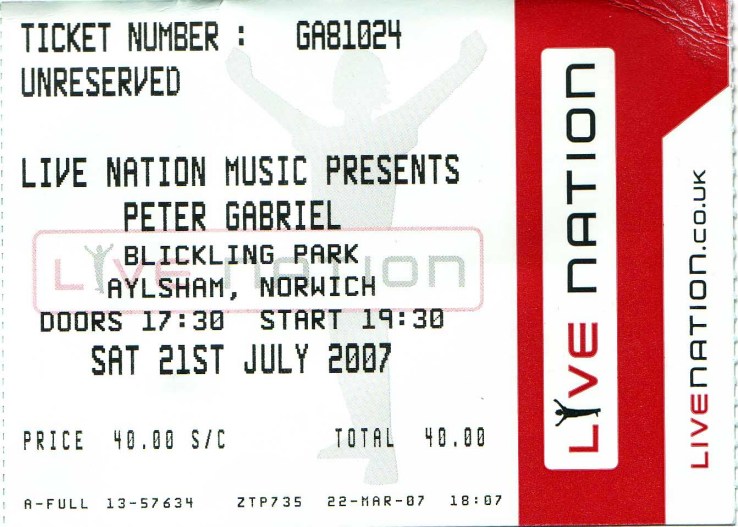 TICKET NUMBER : GA81024
UNRESERVED
LIVE NATION MUSIC PRESENTS
PETER GABRIEL
BLICKLING PARK
AYLSHAM, NORWICH
DOORS 17:30 START 19:30
SAT 21ST JULY 2007
PRICE 40.00 S/C TOTAL 40.00
A-FULL 13-57634 ZTP735 22-MAR-07 18:07
LIVE NATION
LIVE NATION
LIVENATION.CO.UK